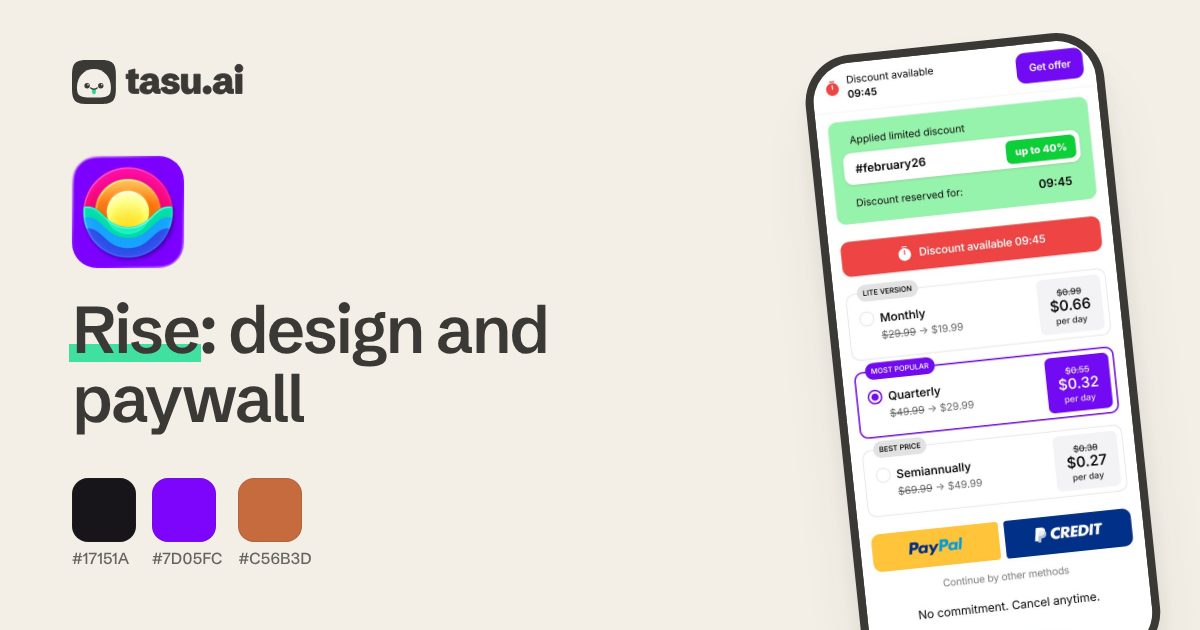 tasu.ai
Rise: design and
paywall
#17151A
#7D05FC
#C56B3D
Discount available
09:45
Get offer
Applied limited discount
#february26
up to 40%
Discount reserved for:
09:45
Discount available 09:45
LITE VERSION
Monthly
$29.99 → $19.99
$0.99
$0.66
per day
MOST POPULAR
Quarterly
$49.99 → $29.99
$0.55
$0.32
per day
BEST PRICE
Semiannually
$69.99 → $49.99
$0.38
$0.27
per day
PayPal
CREDIT
Continue by other methods
No commitment. Cancel anytime.